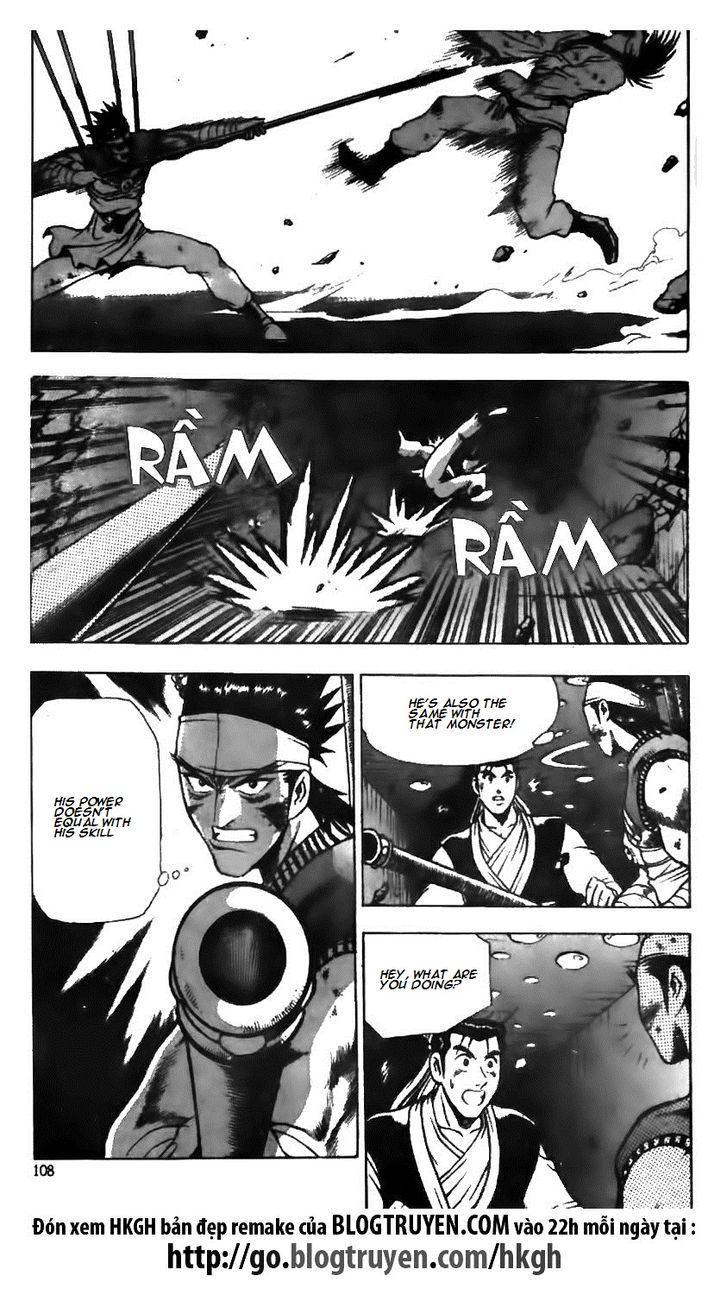 RẦM
RẦM
HIS POWER
DOESN'T
EQUAL WITH
HIS SKILL
HE'S ALSO THE
SAME WITH
THAT MONSTER!
HEY, WHAT ARE
YOU DOING?
108
Đón xem HKGH bản đẹp remake của BLOGTRUYEN.COM vào 22h mỗi ngày tại :
http://go.blogtruyen.com/hkgh